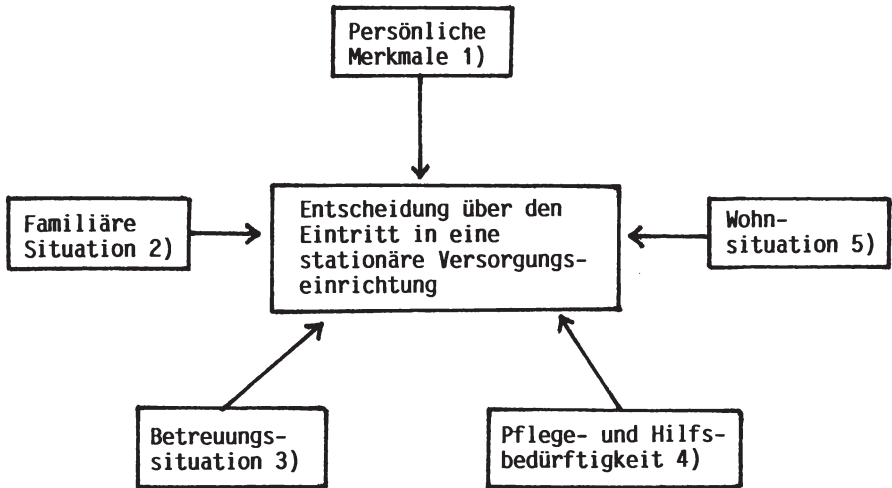 Persönliche
Merkmale 1)
Familiäre
Situation 2)
Entscheidung über den
Eintritt in eine
stationäre Versorgungs-
einrichtung
Wohn-
situation 5)
Betreuungs-
situation 3)
Pflege- und Hilfs-
bedürftigkeit 4)